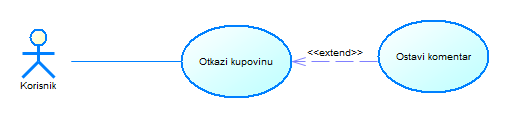 Korisnik
Otkazi kupovinu
<<extend>>
Ostavi komentar